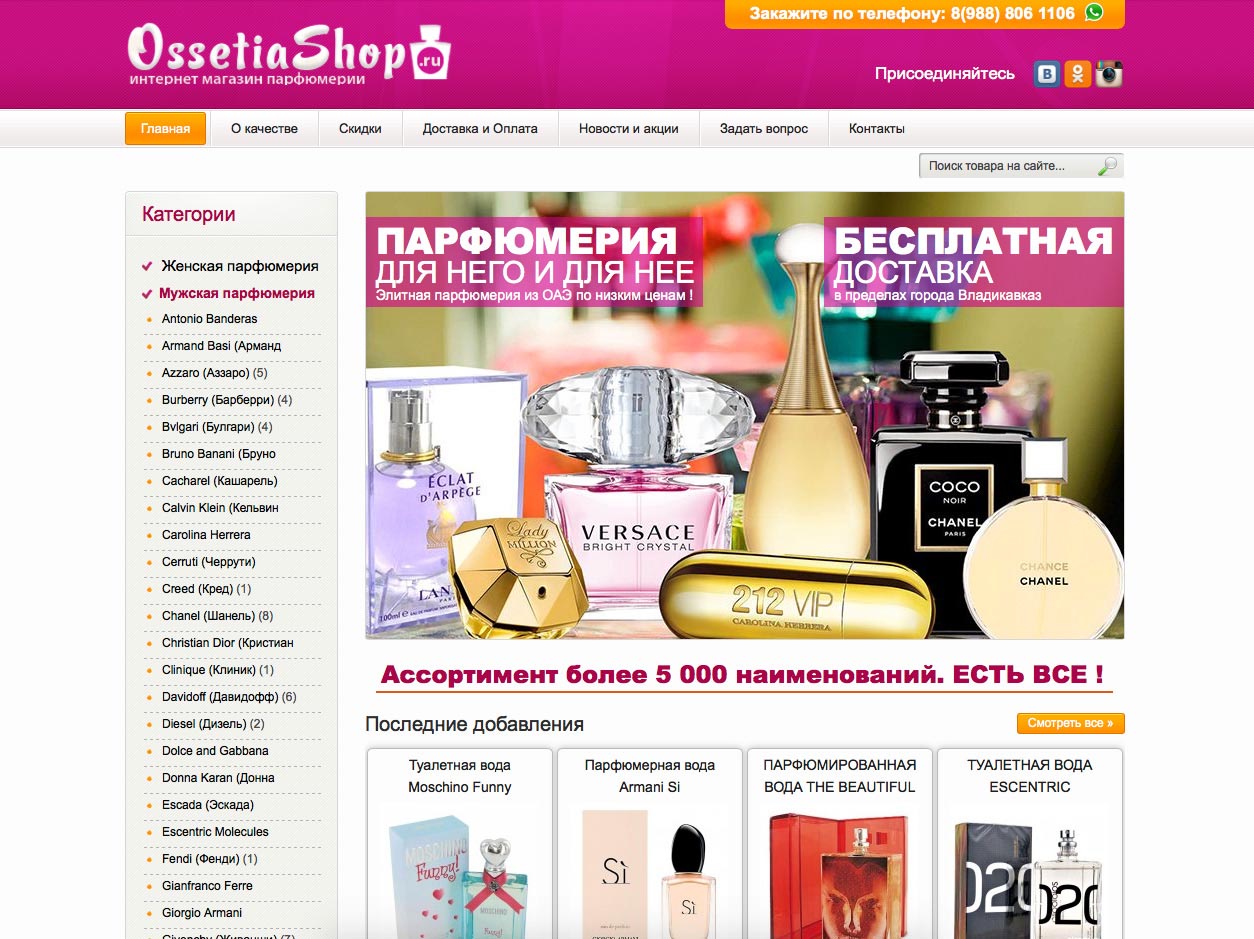 Закажите по телефону: 8(988) 806 1106
OssetiaShop.ru
интернет магазин парфюмерии
Присоединяйтесь
Главная
О качестве
Скидки
Доставка и Оплата
Новости и акции
Задать вопрос
Контакты
Поиск товара на сайте...
Категории
Женская парфюмерия
Мужская парфюмерия
Antonio Banderas
Armand Basi (Арманд
Azzaro (Аззаро) (5)
Burberry (Барберри) (4)
Bvlgari (Булгари) (4)
Bruno Banani (Бруно
Cacharel (Кашарель)
Calvin Klein (Кельвин
Carolina Herrera
Cerruti (Черрути)
Creed (Кред) (1)
Chanel (Шанель) (8)
Christian Dior (Кристиан
Clinique (Клиник) (1)
Davidoff (Давидофф) (6)
Diesel (Дизель) (2)
Dolce and Gabbana
Donna Karan (Донна
Escada (Эскада)
Escentric Molecules
Fendi (Фенди) (1)
Gianfranco Ferre
Giorgio Armani
ПАРФЮМЕРИЯ
ДЛЯ НЕГО И ДЛЯ НЕЕ
Элитная парфюмерия из ОАЭ по низким ценам !
БЕСПЛАТНАЯ
ДОСТАВКА
в пределах города Владикавказ
ÉCLAT
D'ARPÈGE
LAN
100ml
Lady
MILLION
VERSACE
BRIGHT CRYSTAL
212 VIP
CAROLINA HERRERA
COCO
NOIR
CHANEL
PARIS
CHANCE
CHANEL
Ассортимент более 5 000 наименований. ЕСТЬ ВСЕ !
Последние добавления
Смотреть все »
Туалетная вода
Moschino Funny
MOSCHINO
Funny!
MOSCHINO
Funny!
Парфюмерная вода
Armani Si
Sì
Sì
GIORGIO ARMANI
ПАРФЮМИРОВАННАЯ
ВОДА THE BEAUTIFUL
ТУАЛЕТНАЯ ВОДА
ESCENTRIC
020
020